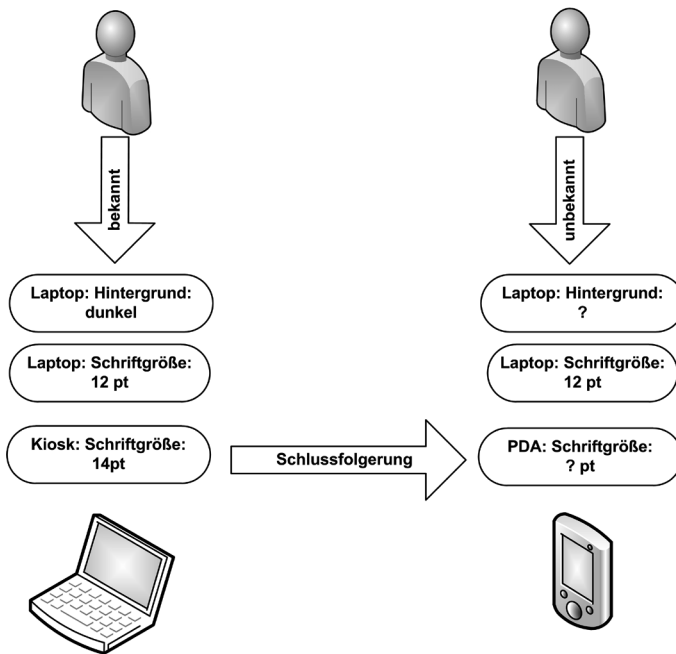 bekannt
unbekannt
Laptop: Hintergrund:
dunkel
Laptop: Hintergrund:
?
Laptop: Schriftgröße:
12 pt
Laptop: Schriftgröße:
12 pt
Kiosk: Schriftgröße:
14pt
Schlussfolgerung
PDA: Schriftgröße:
? pt